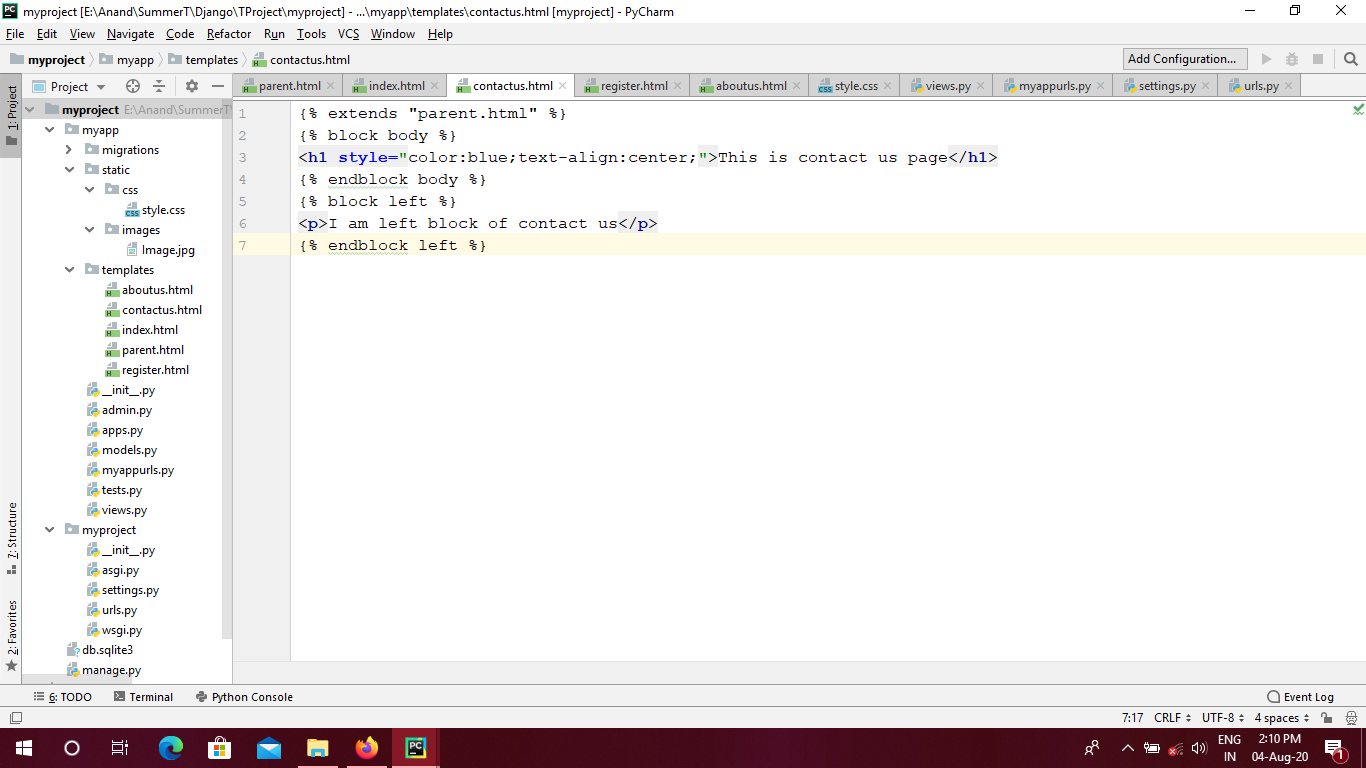 myproject [E:\Anand\SummerT\Django\TProject\myproject] - ...\myapp\templates\contactus.html [myproject] - PyCharm
File Edit View Navigate Code Refactor Run Tools VCS Window Help
myproject myapp templates contactus.html Add Configuration...
1: Project
Project
parent.html index.html contactus.html register.html aboutus.html style.css views.py myappurls.py settings.py urls.py
myproject E:\Anand\SummerT
myapp
migrations
static
css
style.css
images
Image.jpg
templates
aboutus.html
contactus.html
index.html
parent.html
register.html
__init__.py
admin.py
apps.py
models.py
myappurls.py
tests.py
views.py
myproject
__init__.py
asgi.py
settings.py
urls.py
wsgi.py
db.sqlite3
manage.py
1 {% extends "parent.html" %}
2 {% block body %}
3 <h1 style="color:blue;text-align:center;">This is contact us page</h1>
4 {% endblock body %}
5 {% block left %}
6 <p>I am left block of contact us</p>
7 {% endblock left %}
7: Structure
2: Favorites
6: TODO Terminal Python Console Event Log
7:17 CRLF UTF-8 4 spaces
ENG
IN
2:10 PM
04-Aug-20
1